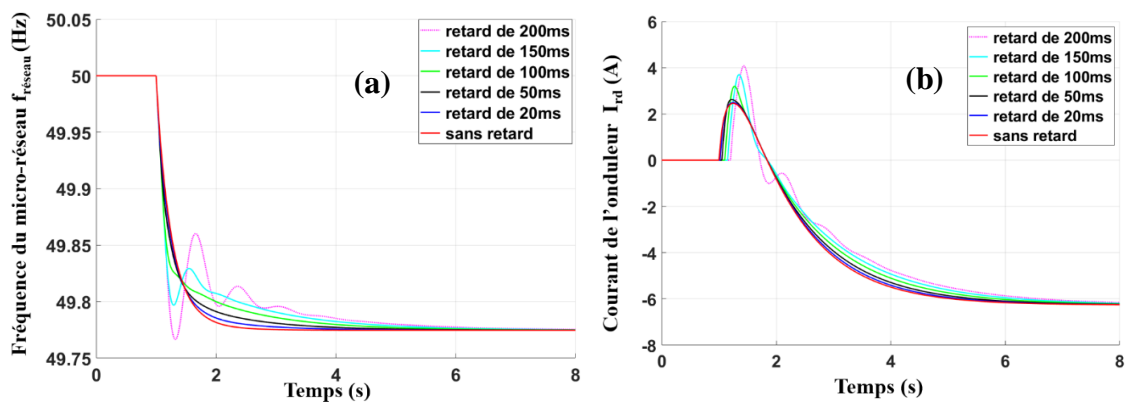 Fréquence du micro-réseau f_réseau (Hz)
50.05
50
49.95
49.9
49.85
49.8
49.75
0
2
4
6
8
Temps (s)
(a)
retard de 200ms
retard de 150ms
retard de 100ms
retard de 50ms
retard de 20ms
sans retard
Courant de l'onduleur I_rd (A)
6
4
2
0
-2
-4
-6
-8
0
2
4
6
8
Temps (s)
(b)
retard de 200ms
retard de 150ms
retard de 100ms
retard de 50ms
retard de 20ms
sans retard